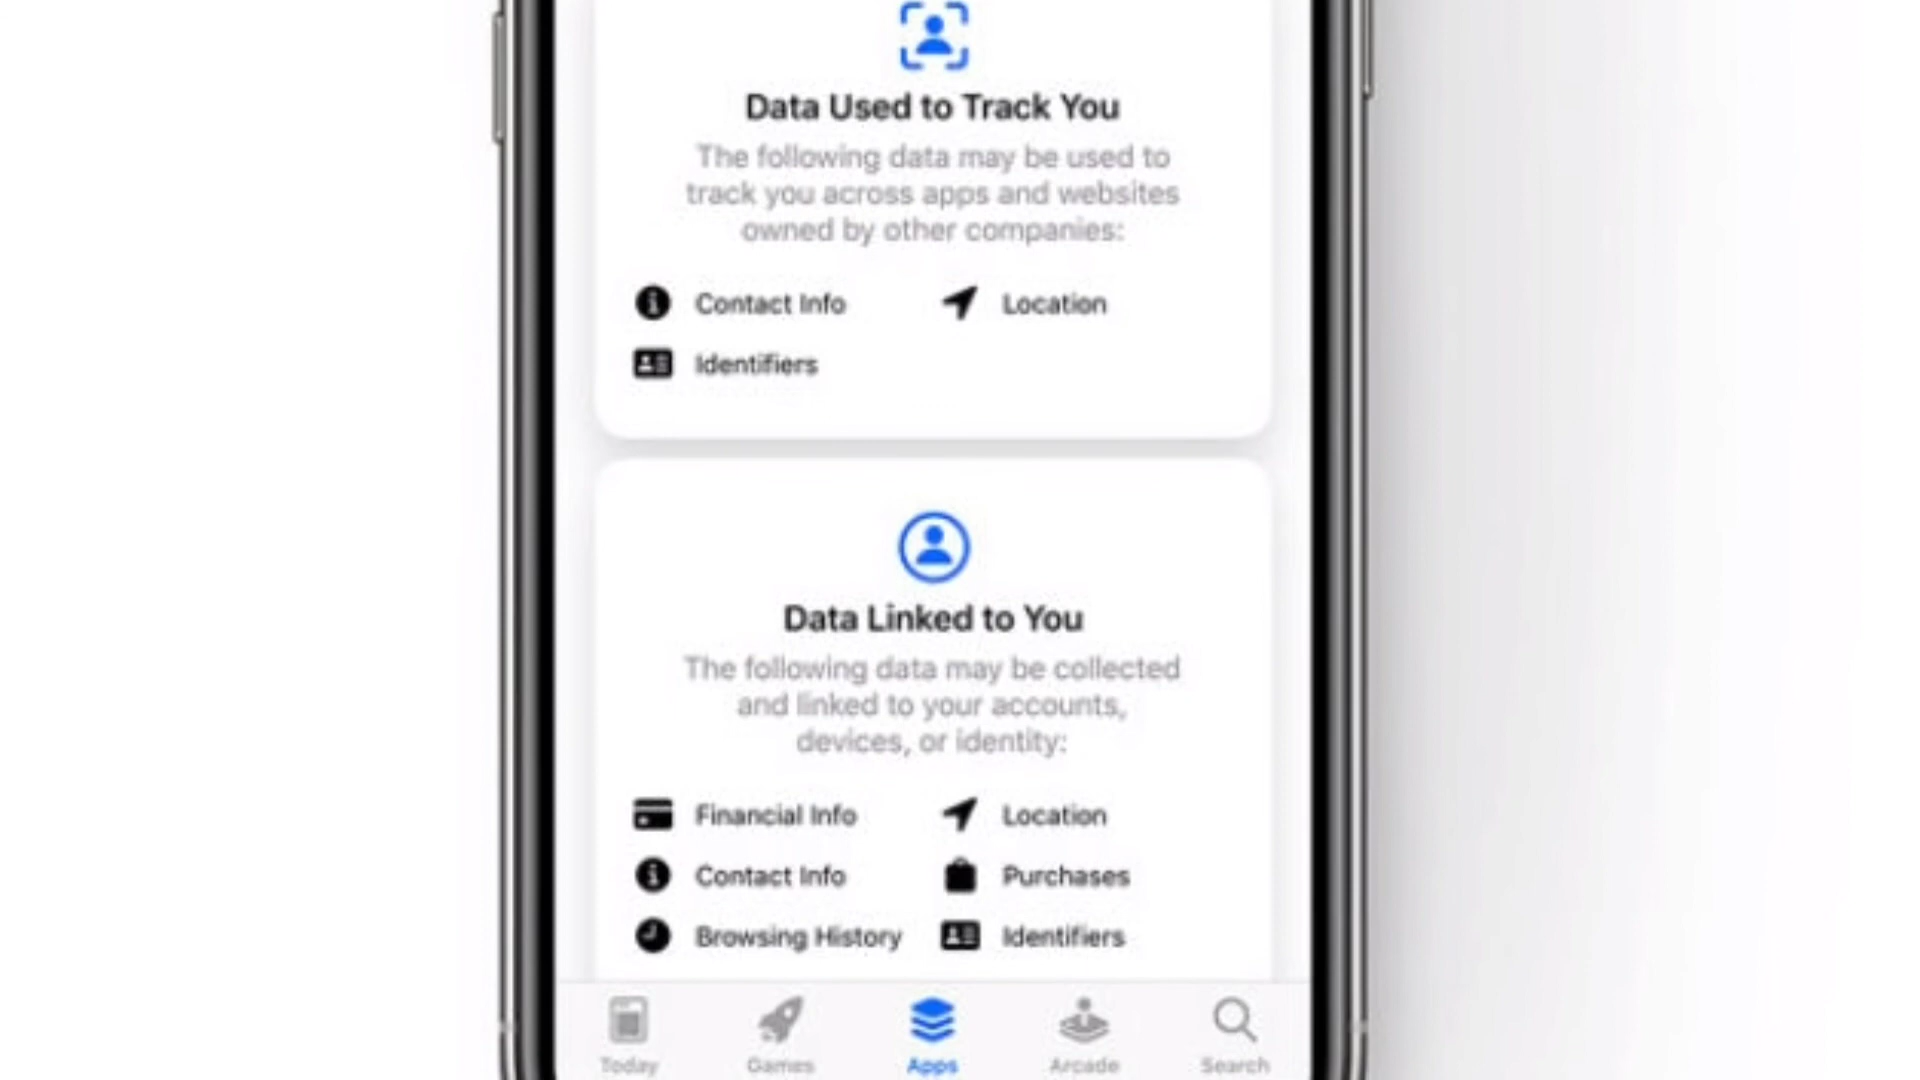 Data Used to Track You
The following data may be used to
track you across apps and websites
owned by other companies:
Contact Info
Location
Identifiers
Data Linked to You
The following data may be collected
and linked to your accounts,
devices, or identity:
Financial Info
Location
Contact Info
Purchases
Browsing History
Identifiers
Today
Games
Apps
Arcade
Search